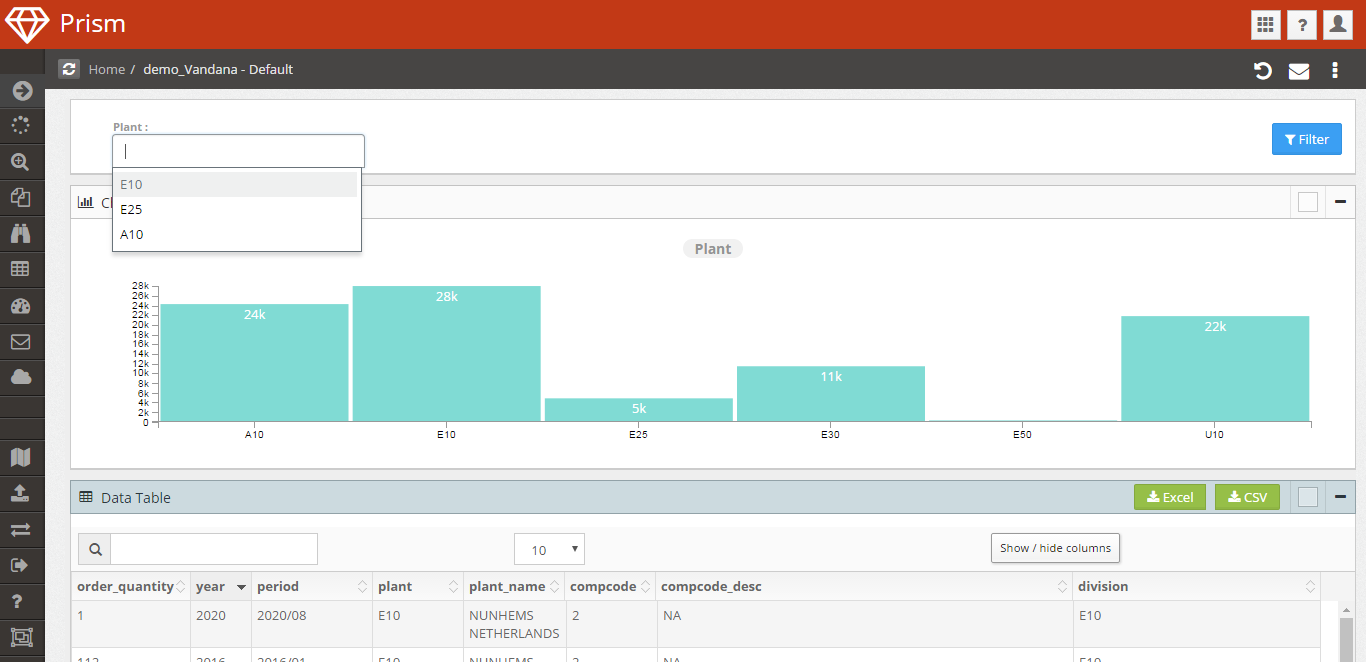 Prism
?
Home / demo_Vandana - Default
Plant :
Filter
E10
E25
A10
Plant
28k
26k
24k
22k
20k
18k
16k
14k
12k
10k
8k
6k
4k
2k
0
24k
28k
5k
11k
22k
A10 E10 E25 E30 E50 U10
Data Table
Excel
CSV
10
Show / hide columns
order_quantity year period plant plant_name compcode compcode_desc division
1 2020 2020/08 E10 NUNHEMS 2 NA E10
NETHERLANDS
112 2016 2016/01 E10 NUNHEMS 2 NA E10
?